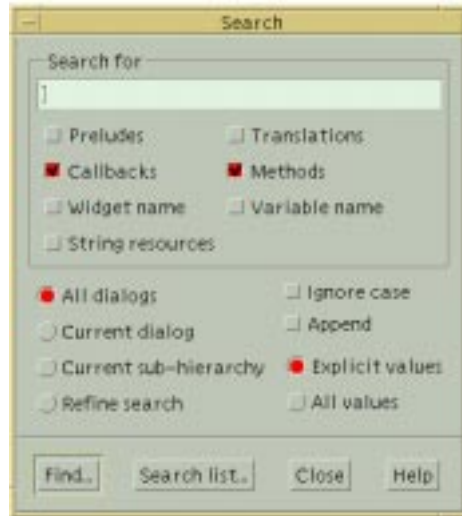 Search
Search for
Preludes
Translations
Callbacks
Methods
Widget name
Variable name
String resources
All dialogs
Ignore case
Current dialog
Append
Current sub-hierarchy
Explicit values
Refine search
All values
Find..
Search list..
Close
Help